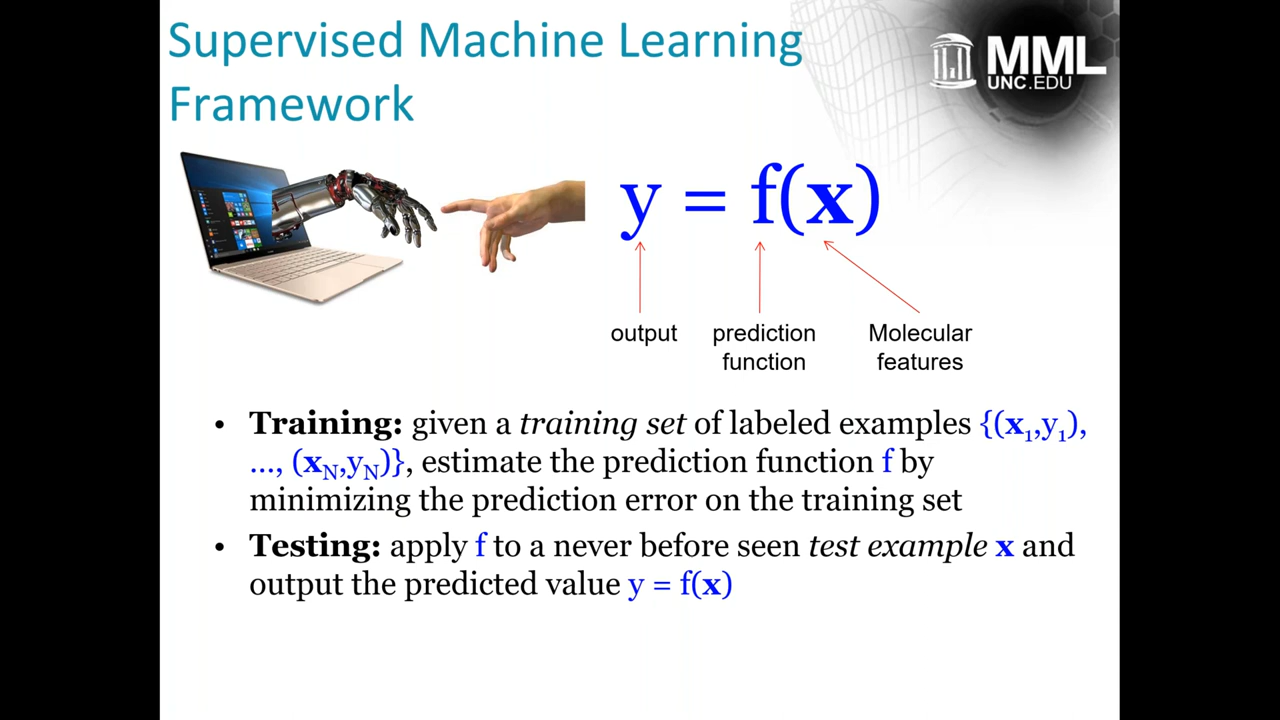 Supervised Machine Learning
Framework
MML
UNC.EDU
y = f(x)
output
prediction
function
Molecular
features
• Training: given a training set of labeled examples {(x₁,y₁),
..., (x_N,y_N)}, estimate the prediction function f by
minimizing the prediction error on the training set
• Testing: apply f to a never before seen test example x and
output the predicted value y = f(x)